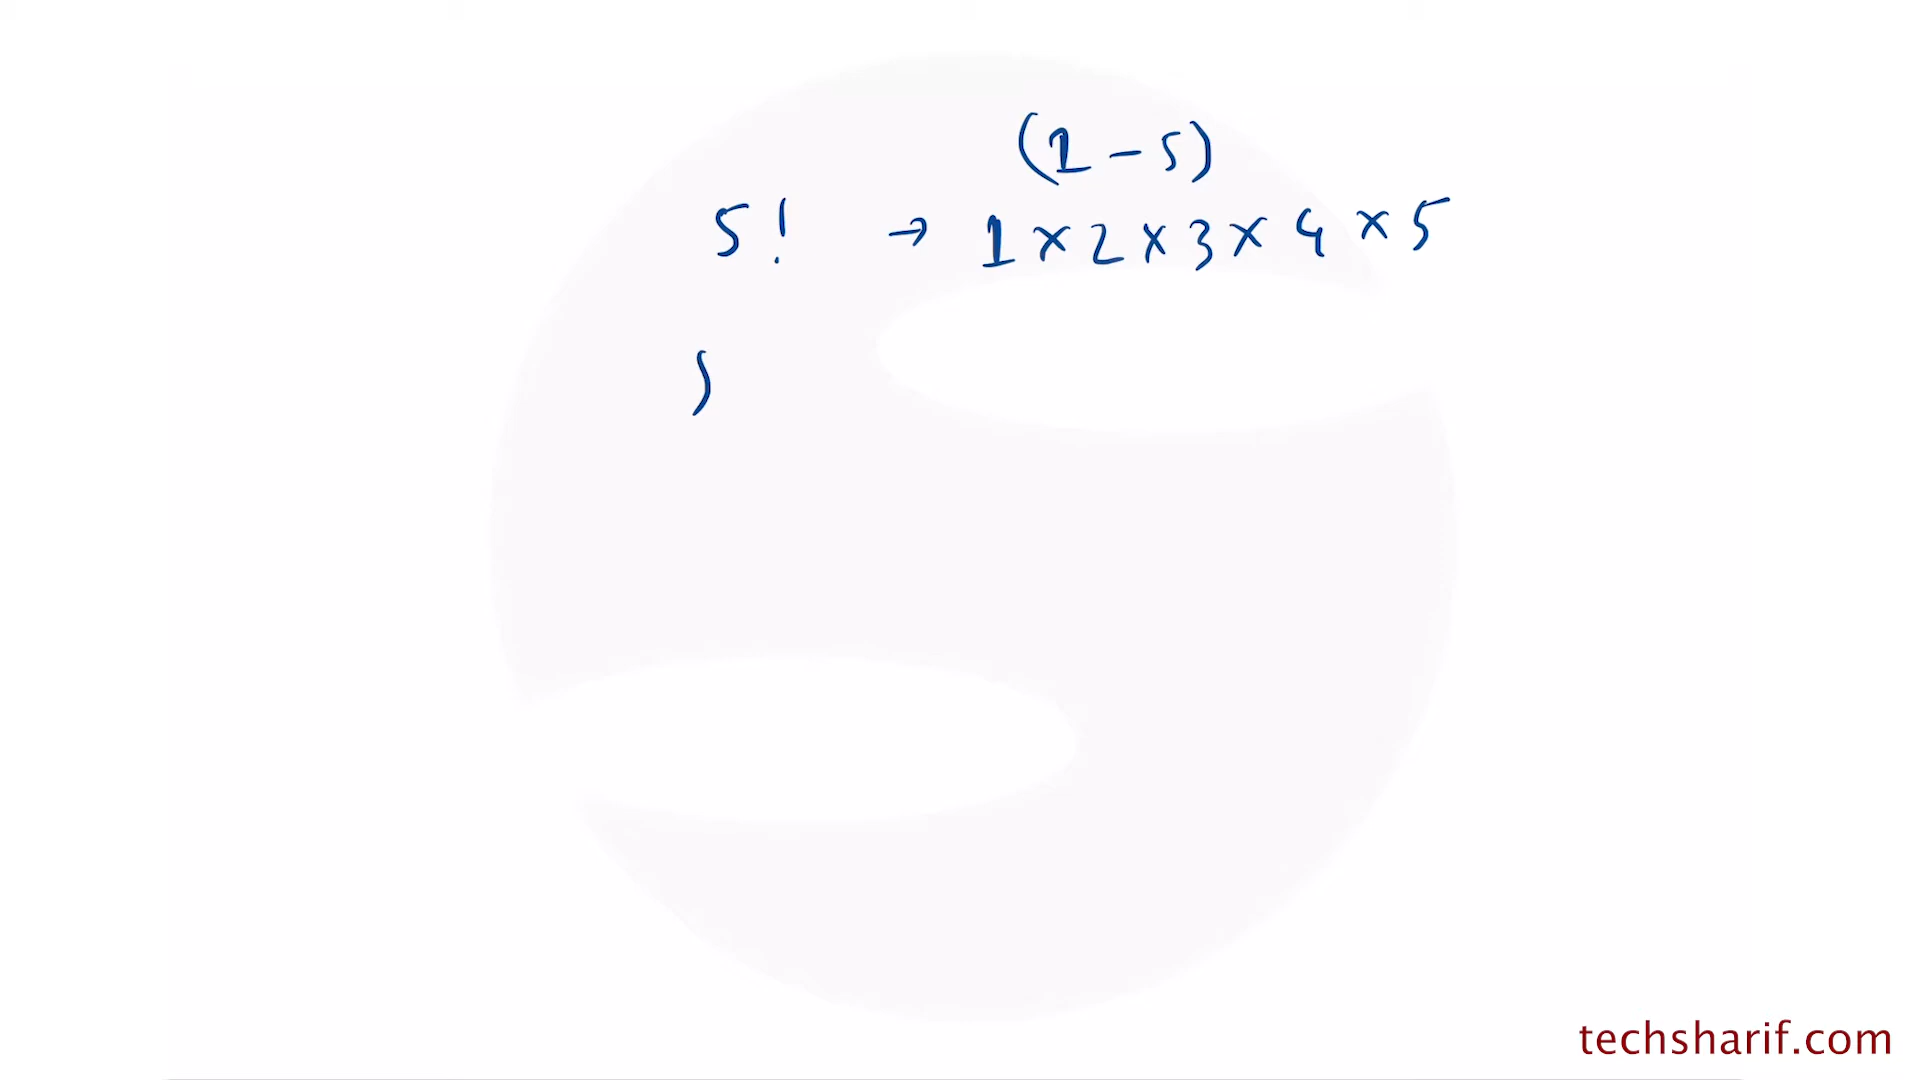 (1 - 5)
5! → 1 × 2 × 3 × 4 × 5
techsharif.com